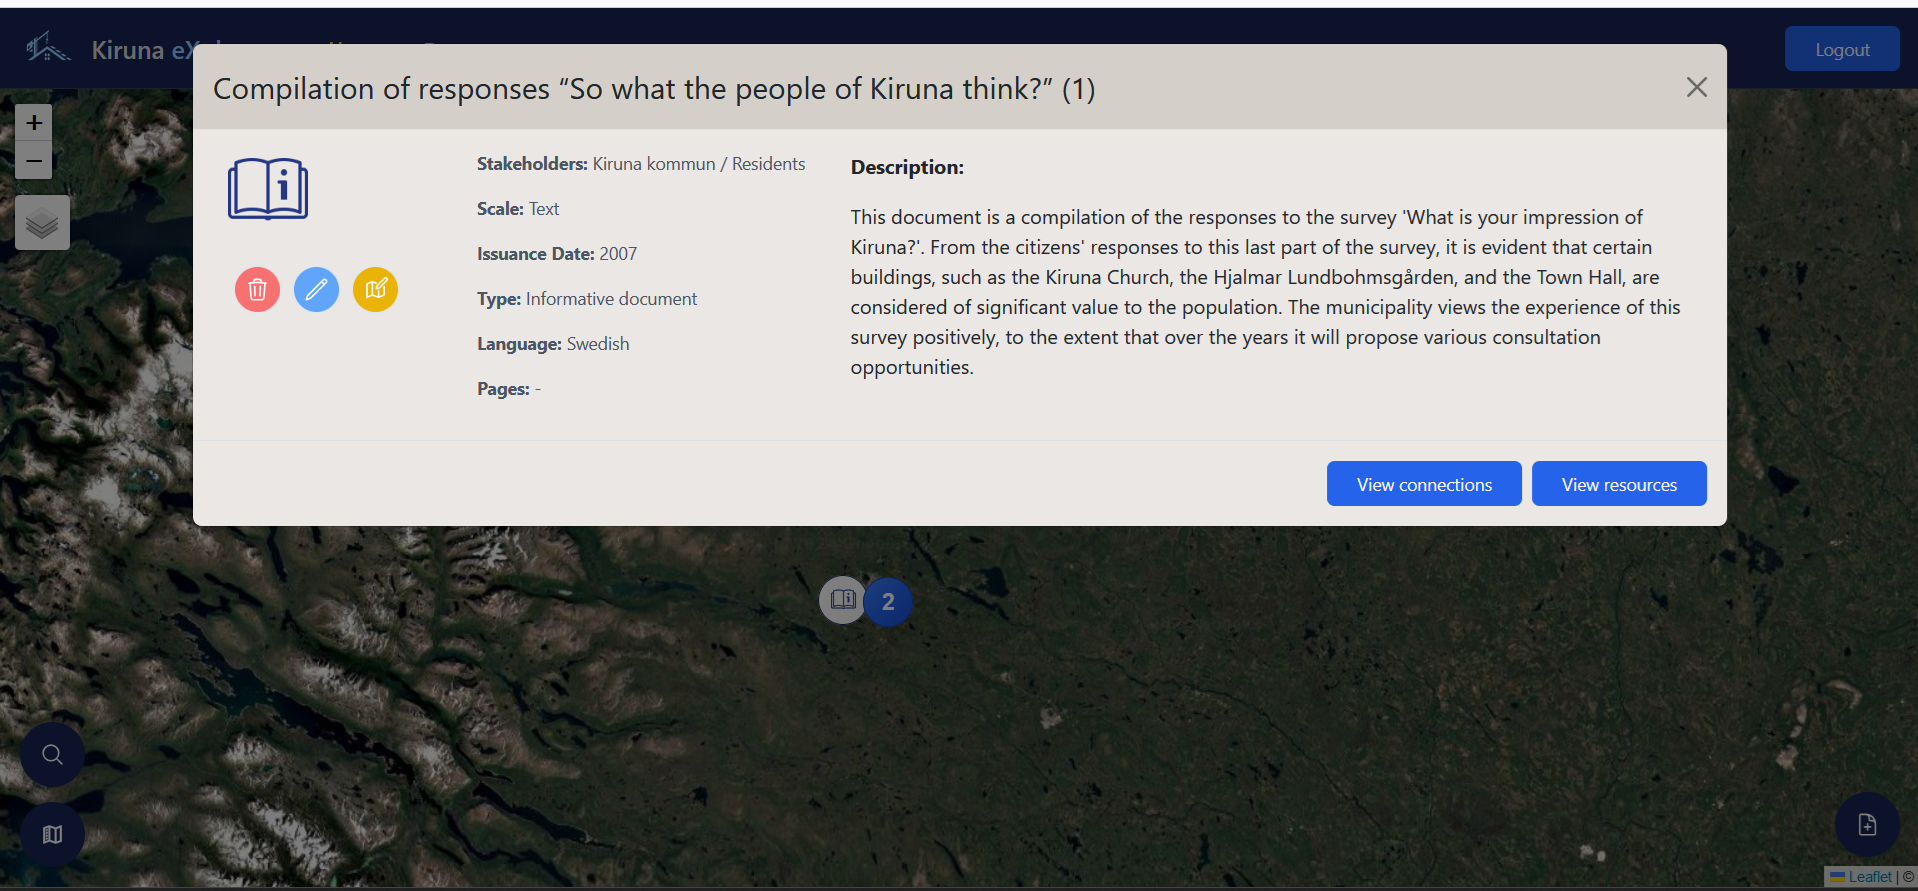 Kiruna
Logout
Compilation of responses “So what the people of Kiruna think?” (1)
+
−
Stakeholders: Kiruna kommun / Residents
Scale: Text
Issuance Date: 2007
Type: Informative document
Language: Swedish
Pages: -
Description:
This document is a compilation of the responses to the survey 'What is your impression of
Kiruna?'. From the citizens' responses to this last part of the survey, it is evident that certain
buildings, such as the Kiruna Church, the Hjalmar Lundbohmsgården, and the Town Hall, are
considered of significant value to the population. The municipality views the experience of this
survey positively, to the extent that over the years it will propose various consultation
opportunities.
View connections
View resources
2
Leaflet | ©